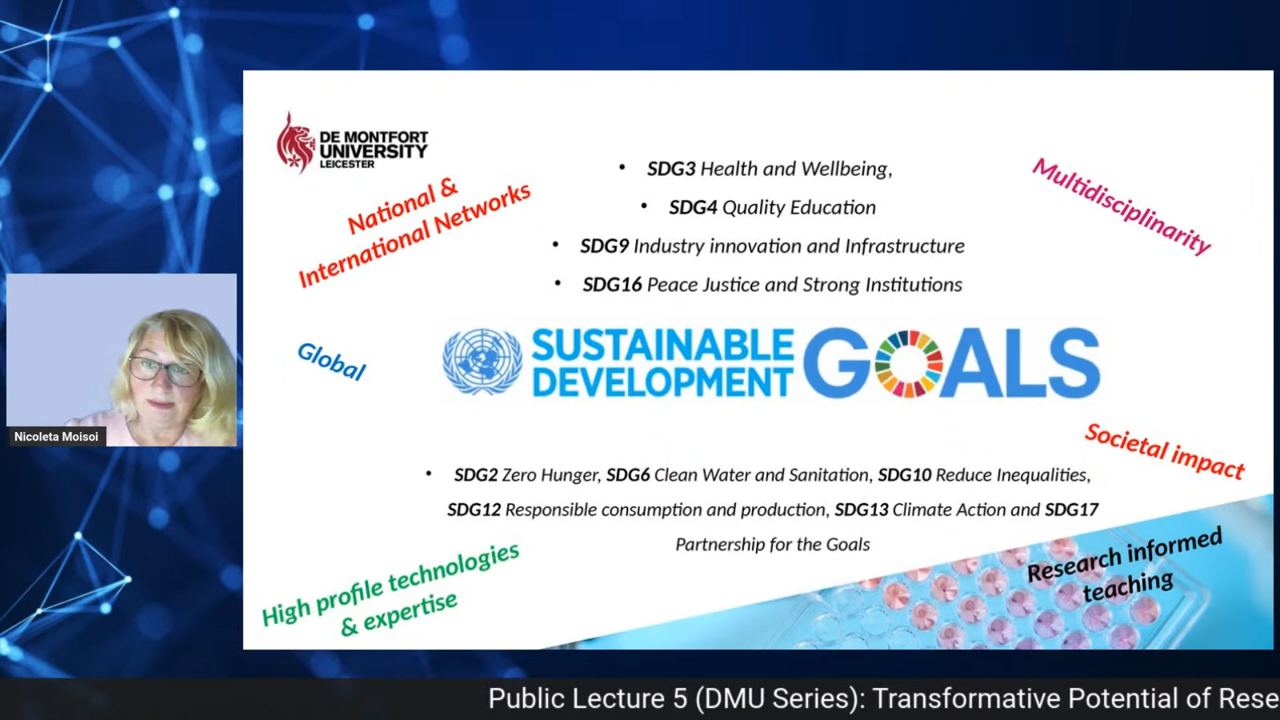 DE MONTFORT
UNIVERSITY
LEICESTER
National &
International Networks
• SDG3 Health and Wellbeing,
• SDG4 Quality Education
• SDG9 Industry innovation and Infrastructure
• SDG16 Peace Justice and Strong Institutions
Multidisciplinarity
Global
SUSTAINABLE
DEVELOPMENT
GOALS
Nicoleta Moisoi
Societal impact
• SDG2 Zero Hunger, SDG6 Clean Water and Sanitation, SDG10 Reduce Inequalities,
SDG12 Responsible consumption and production, SDG13 Climate Action and SDG17
Partnership for the Goals
High profile technologies
& expertise
Research informed
teaching
Public Lecture 5 (DMU Series): Transformative Potential of Rese